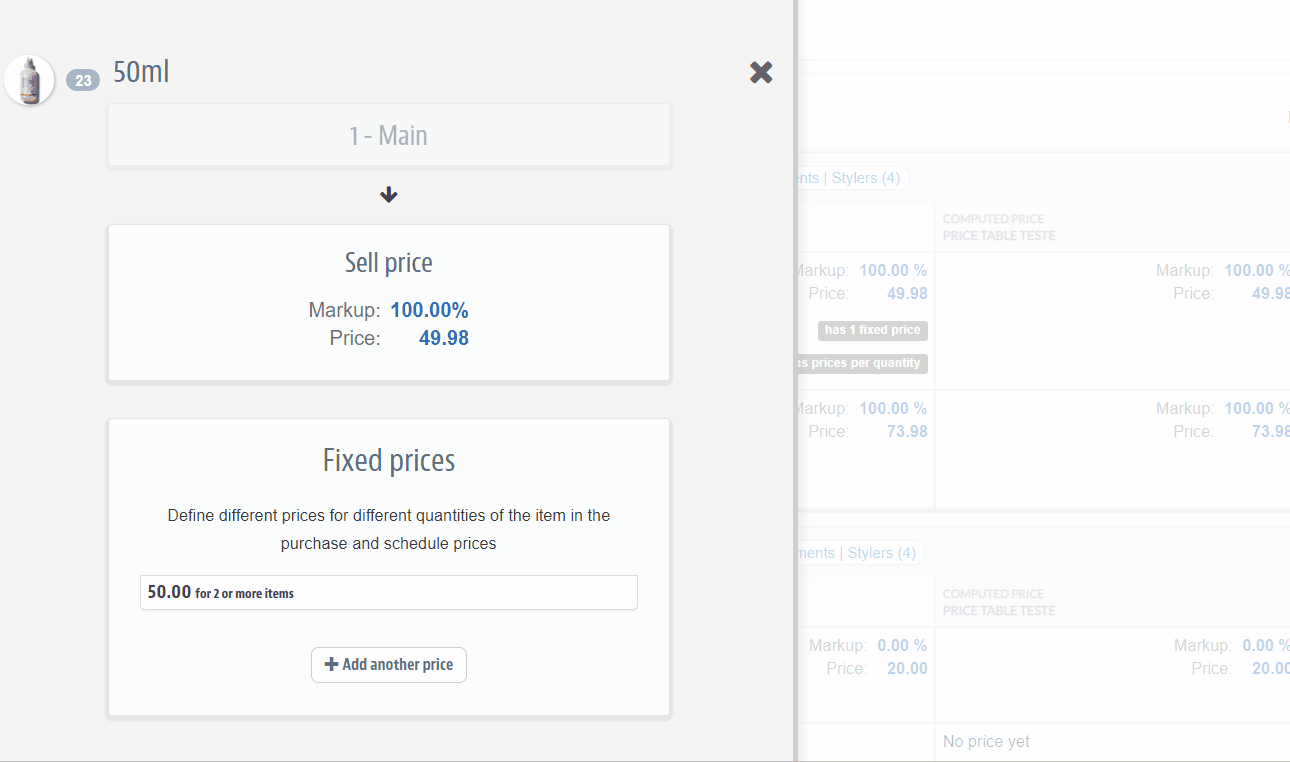 23
50ml
1 - Main
Sell price
Markup: 100.00%
Price: 49.98
Fixed prices
Define different prices for different quantities of the item in the
purchase and schedule prices
50.00 for 2 or more items
Add another price
| Stylers (4)
COMPUTED PRICE
PRICE TABLE TESTE
Markup: 100.00 %
Price: 49.98
has 1 fixed price
prices per quantity
Markup: 100.00 %
Price: 49.98
Markup: 100.00 %
Price: 73.98
Markup: 100.00 %
Price: 73.98
| Stylers (4)
COMPUTED PRICE
PRICE TABLE TESTE
Markup: 0.00 %
Price: 20.00
Markup: 0.00 %
Price: 20.00
No price yet